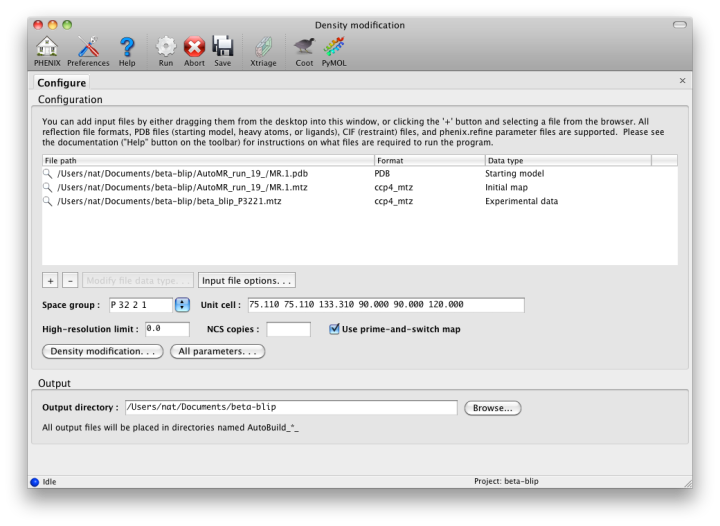 Density modification
PHENIX Preferences Help Run Abort Save Xtriage Coot PyMOL
Configure ×
Configuration
You can add input files by either dragging them from the desktop into this window, or clicking the '+' button and selecting a file from the browser. All
reflection file formats, PDB files (starting model, heavy atoms, or ligands), CIF (restraint) files, and phenix.refine parameter files are supported. Please see
the documentation ("Help" button on the toolbar) for instructions on what files are required to run the program.
File path Format Data type
/Users/nat/Documents/beta-blip/AutoMR_run_19_/MR.1.pdb PDB Starting model
/Users/nat/Documents/beta-blip/AutoMR_run_19_/MR.1.mtz ccp4_mtz Initial map
/Users/nat/Documents/beta-blip/beta_blip_P3221.mtz ccp4_mtz Experimental data
+ - Modify file data type. . . Input file options. . .
Space group : P 32 2 1 Unit cell : 75.110 75.110 133.310 90.000 90.000 120.000
High-resolution limit : 0.0 NCS copies : Use prime-and-switch map
Density modification. . . All parameters. . .
Output
Output directory : /Users/nat/Documents/beta-blip Browse...
All output files will be placed in directories named AutoBuild_*_
Idle Project: beta-blip